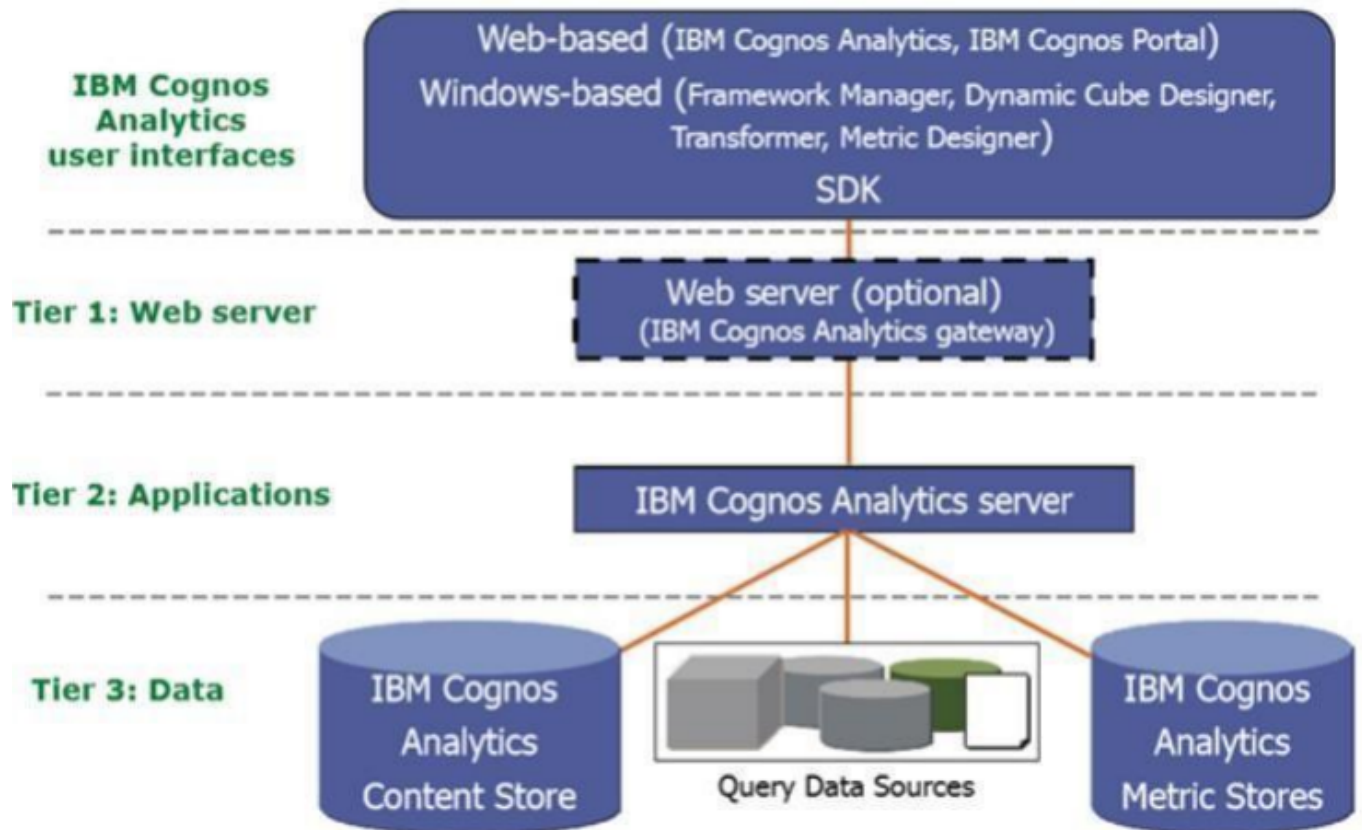 Web-based (IBM Cognos Analytics, IBM Cognos Portal)
Windows-based (Framework Manager, Dynamic Cube Designer,
Transformer, Metric Designer)
SDK
IBM Cognos
Analytics
user interfaces
Tier 1: Web server
Web server (optional)
(IBM Cognos Analytics gateway)
Tier 2: Applications
IBM Cognos Analytics server
Tier 3: Data
IBM Cognos
Analytics
Content Store
Query Data Sources
IBM Cognos
Analytics
Metric Stores